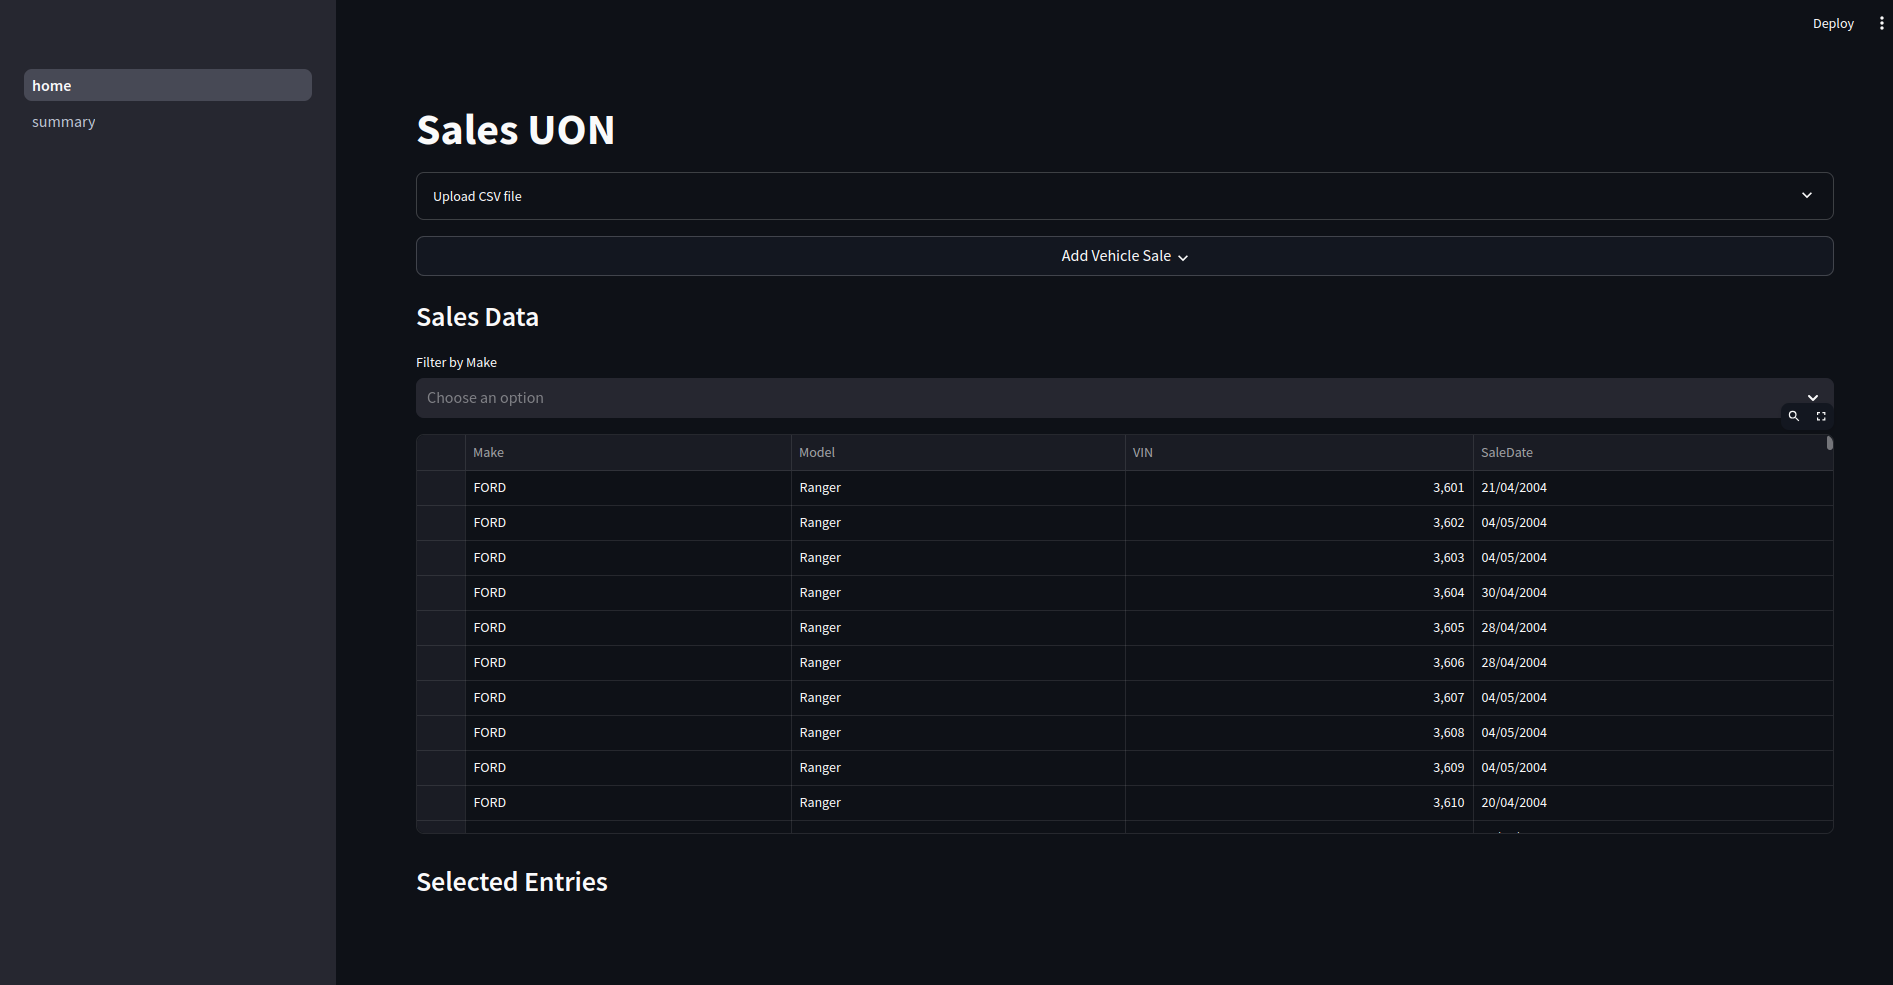 Deploy
home
summary
Sales UON
Upload CSV file
Add Vehicle Sale
Sales Data
Filter by Make
Choose an option
Make Model VIN SaleDate
FORD Ranger 3,601 21/04/2004
FORD Ranger 3,602 04/05/2004
FORD Ranger 3,603 04/05/2004
FORD Ranger 3,604 30/04/2004
FORD Ranger 3,605 28/04/2004
FORD Ranger 3,606 28/04/2004
FORD Ranger 3,607 04/05/2004
FORD Ranger 3,608 04/05/2004
FORD Ranger 3,609 04/05/2004
FORD Ranger 3,610 20/04/2004
Selected Entries